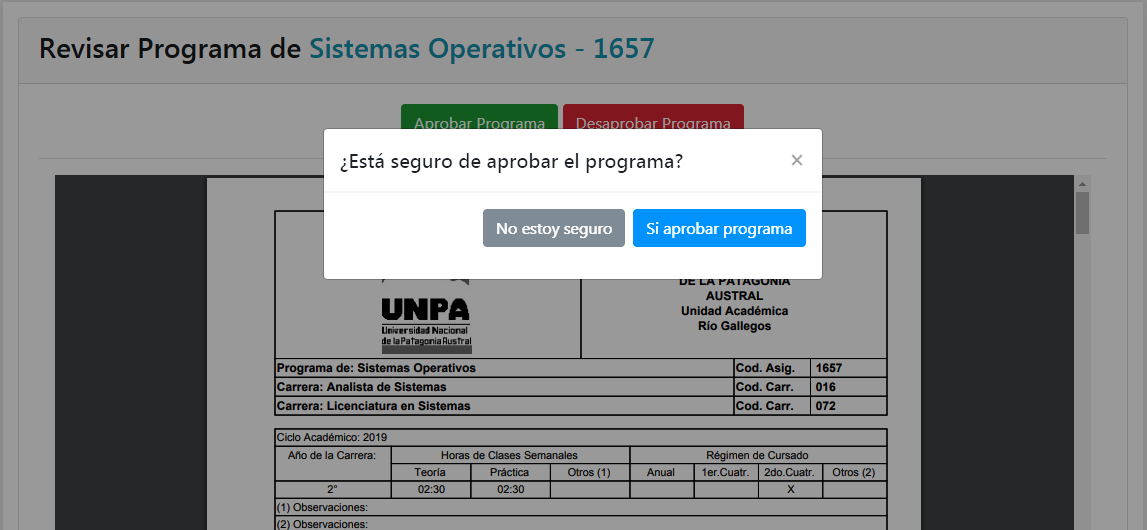 Revisar Programa de Sistemas Operativos - 1657
Aprobar Programa Desaprobar Programa
¿Está seguro de aprobar el programa? ×
No estoy seguro Si aprobar programa
UNPA
Universidad Nacional
de la Patagonia Austral
DE LA PATAGONIA
AUSTRAL
Unidad Académica
Río Gallegos
Programa de: Sistemas Operativos Cod. Asig. 1657
Carrera: Analista de Sistemas Cod. Carr. 016
Carrera: Licenciatura en Sistemas Cod. Carr. 072
Ciclo Académico: 2019
Año de la Carrera: Horas de Clases Semanales Régimen de Cursado
Teoría Práctica Otros (1) Anual 1er.Cuatr. 2do.Cuatr. Otros (2)
2° 02:30 02:30 X
(1) Observaciones:
(2) Observaciones: